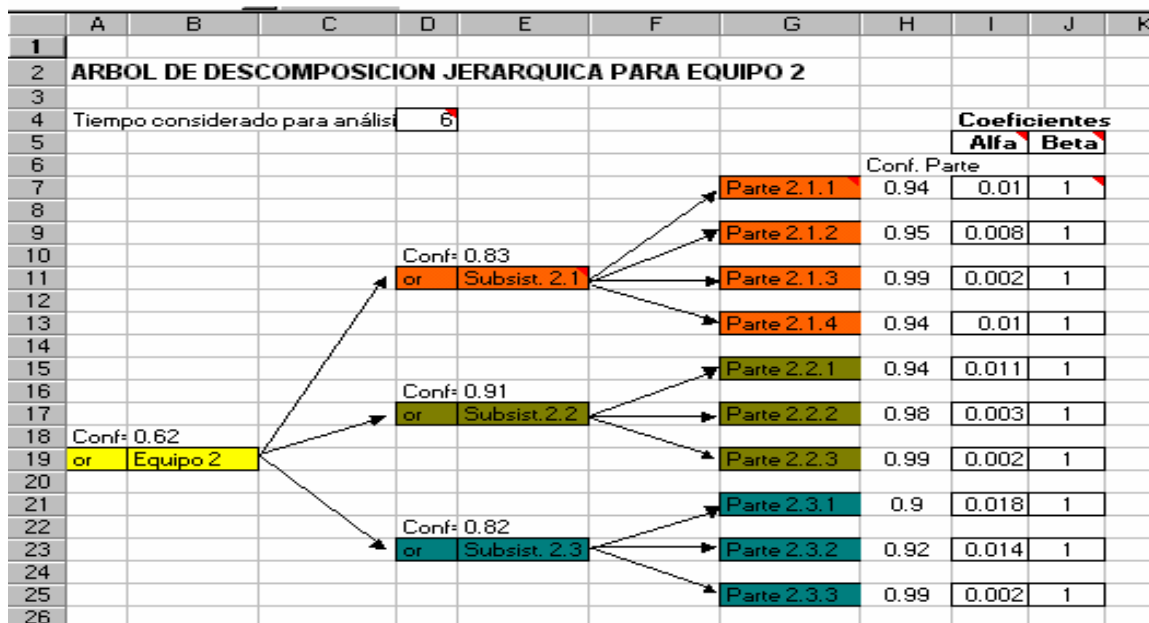 A B C D E F G H I J K
1
2 ARBOL DE DESCOMPOSICION JERARQUICA PARA EQUIPO 2
3
4 Tiempo considerado para análisi 6 Coeficientes
5 Alfa Beta
6 Conf. Parte
7 Parte 2.1.1 0.94 0.01 1
8
9 Parte 2.1.2 0.95 0.008 1
10 Conf= 0.83
11 or Subsist. 2.1 Parte 2.1.3 0.99 0.002 1
12
13 Parte 2.1.4 0.94 0.01 1
14
15 Parte 2.2.1 0.94 0.011 1
16 Conf= 0.91
17 or Subsist.2.2 Parte 2.2.2 0.98 0.003 1
18 Conf= 0.62
19 or Equipo 2 Parte 2.2.3 0.99 0.002 1
20
21 Parte 2.3.1 0.9 0.018 1
22 Conf= 0.82
23 or Subsist. 2.3 Parte 2.3.2 0.92 0.014 1
24
25 Parte 2.3.3 0.99 0.002 1
26